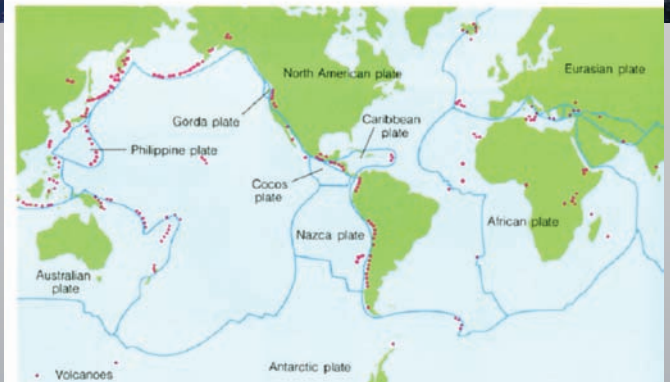 North American plate
Eurasian plate
Gorda plate
Caribbean
plate
Philippine plate
Cocos
plate
Nazca plate
African plate
Australian
plate
Antarctic plate
Volcanoes